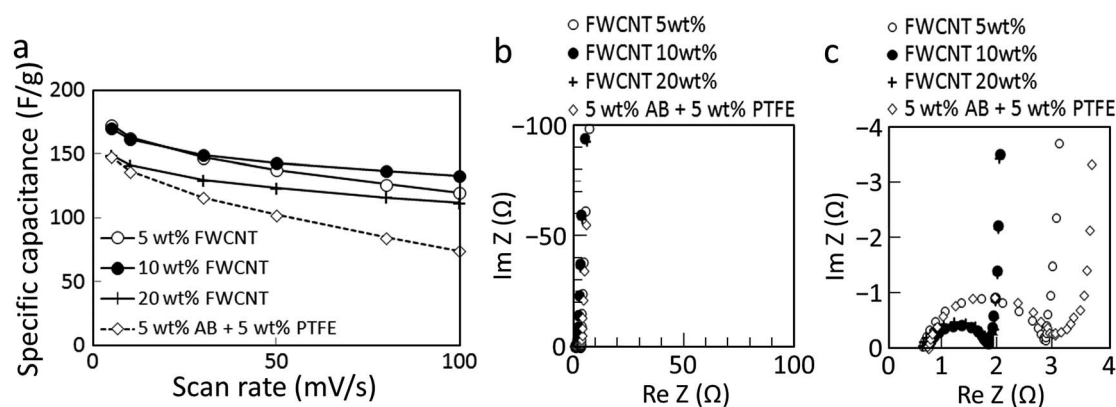 a
Specific capacitance (F/g)
200
150
100
50
0
0
50
100
Scan rate (mV/s)
5 wt% FWCNT
10 wt% FWCNT
20 wt% FWCNT
5 wt% AB + 5 wt% PTFE
b
FWCNT 5wt%
FWCNT 10wt%
FWCNT 20wt%
5 wt% AB + 5 wt% PTFE
Im Z (Ω)
−100
−50
0
0
50
100
Re Z (Ω)
c
FWCNT 5wt%
FWCNT 10wt%
FWCNT 20wt%
5 wt% AB + 5 wt% PTFE
Im Z (Ω)
−4
−3
−2
−1
0
0
1
2
3
4
Re Z (Ω)